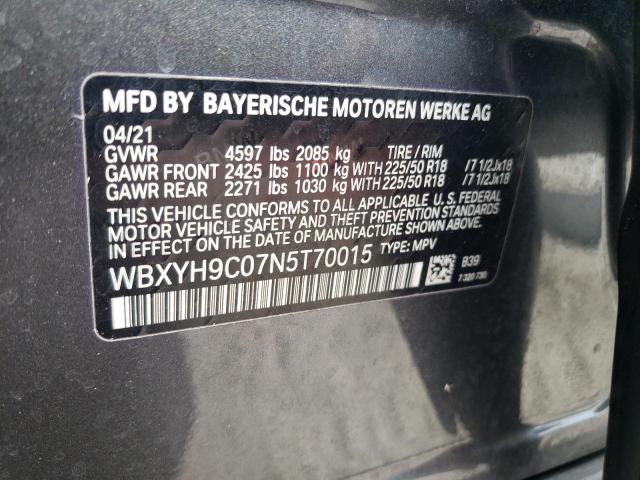 MFD BY BAYERISCHE MOTOREN WERKE AG
04/21
GVWR 4597 lbs 2085 kg TIRE / RIM
GAWR FRONT 2425 lbs 1100 kg WITH 225/50 R18 /7 1/2Jx18
GAWR REAR 2271 lbs 1030 kg WITH 225/50 R18 /7 1/2Jx18
THIS VEHICLE CONFORMS TO ALL APPLICABLE U. S. FEDERAL
MOTOR VEHICLE SAFETY AND THEFT PREVENTION STANDARDS
IN EFFECT ON THE DATE OF MANUFACTURE SHOWN ABOVE.
WBXYH9C07N5T70015 TYPE: MPV
B39
7 320 730